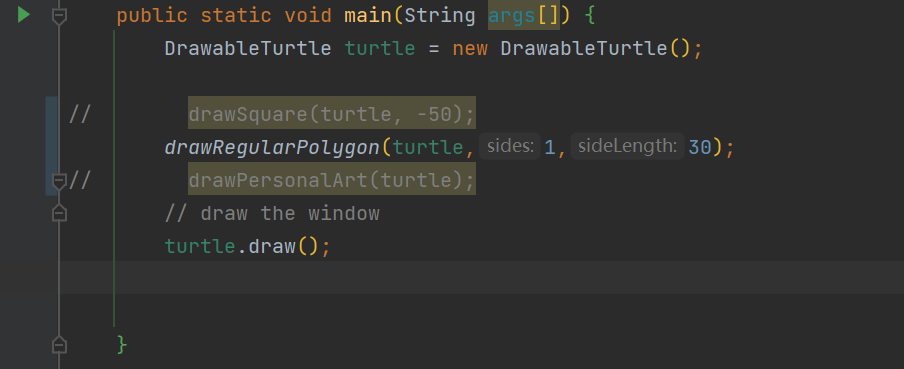 public static void main(String args[]) {
DrawableTurtle turtle = new DrawableTurtle();
// drawSquare(turtle, -50);
drawRegularPolygon(turtle, sides: 1, sideLength: 30);
// drawPersonalArt(turtle);
// draw the window
turtle.draw();
}